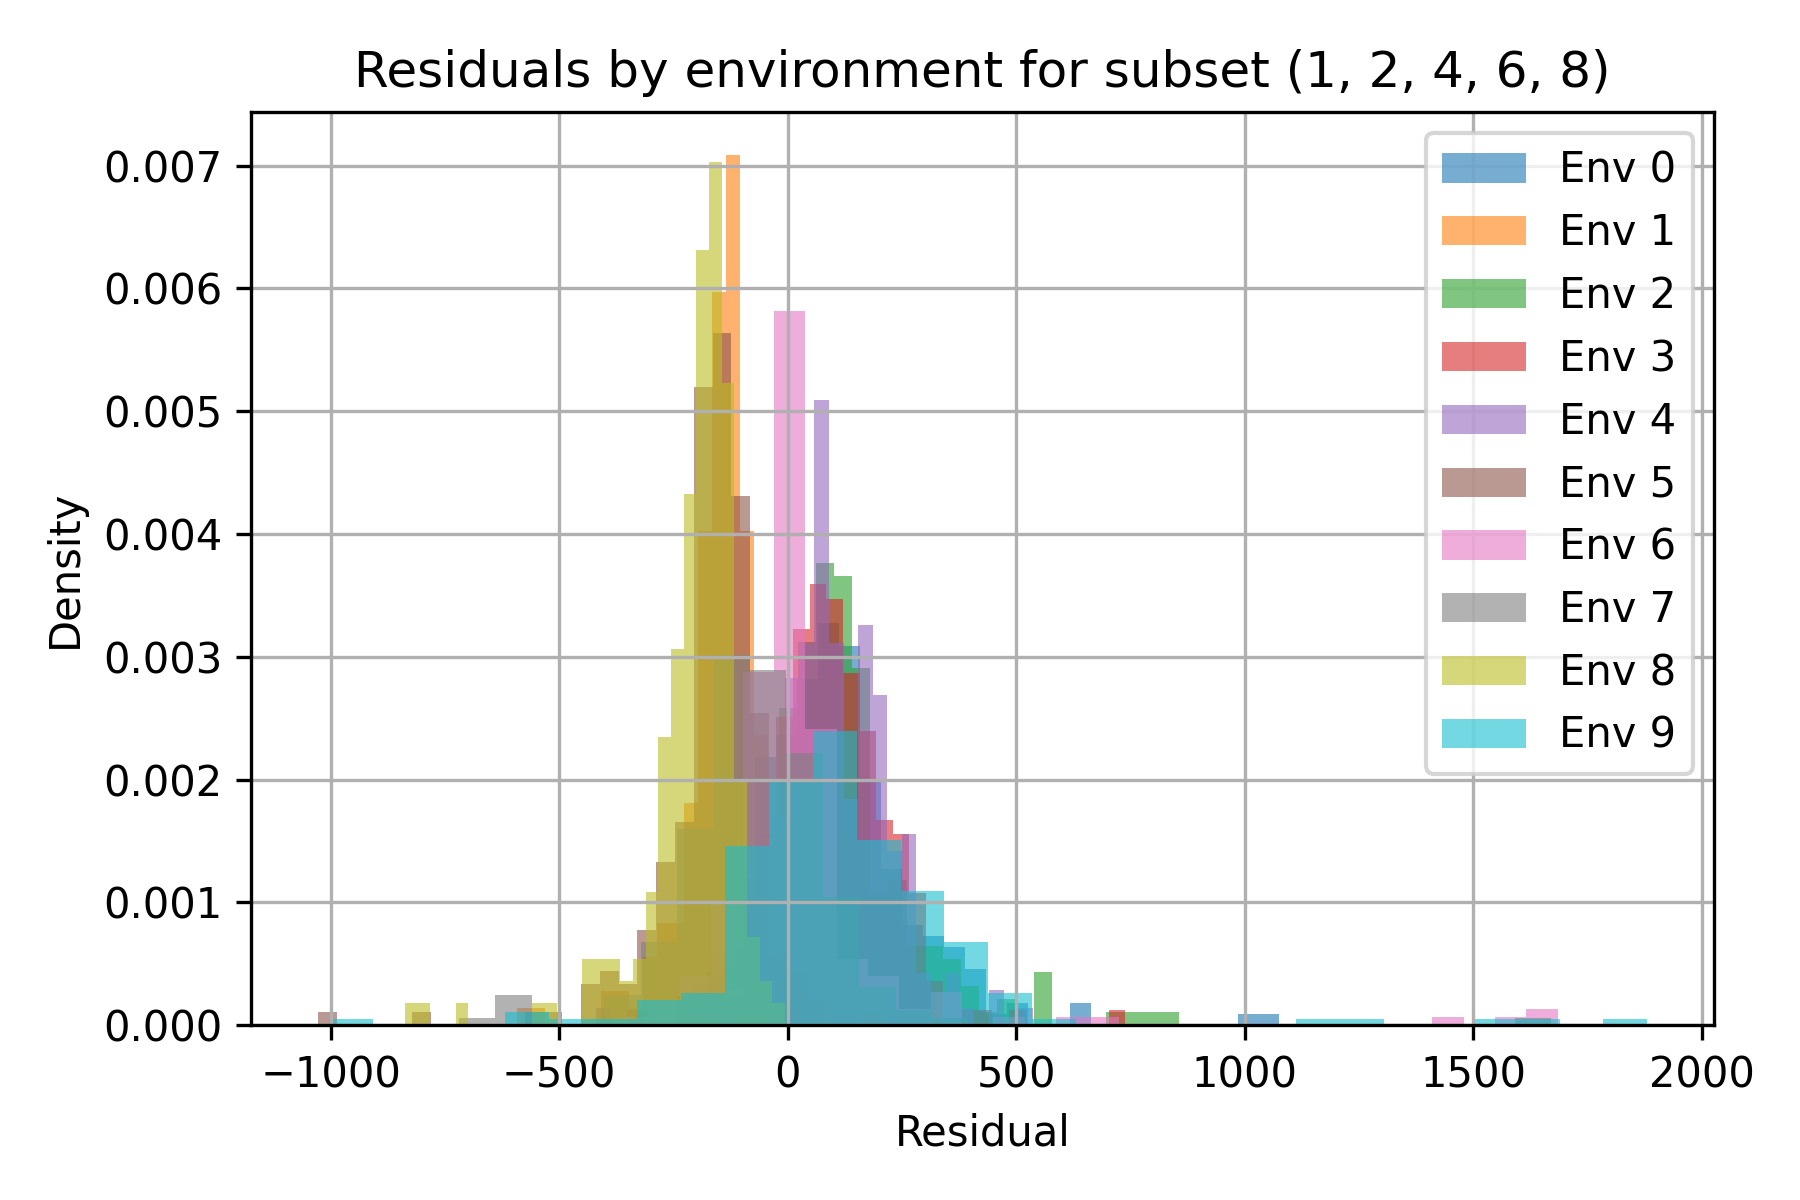 Residuals by environment for subset (1, 2, 4, 6, 8)
Density
0.007
0.006
0.005
0.004
0.003
0.002
0.001
0.000
−1000 −500 0 500 1000 1500 2000
Residual
Env 0
Env 1
Env 2
Env 3
Env 4
Env 5
Env 6
Env 7
Env 8
Env 9